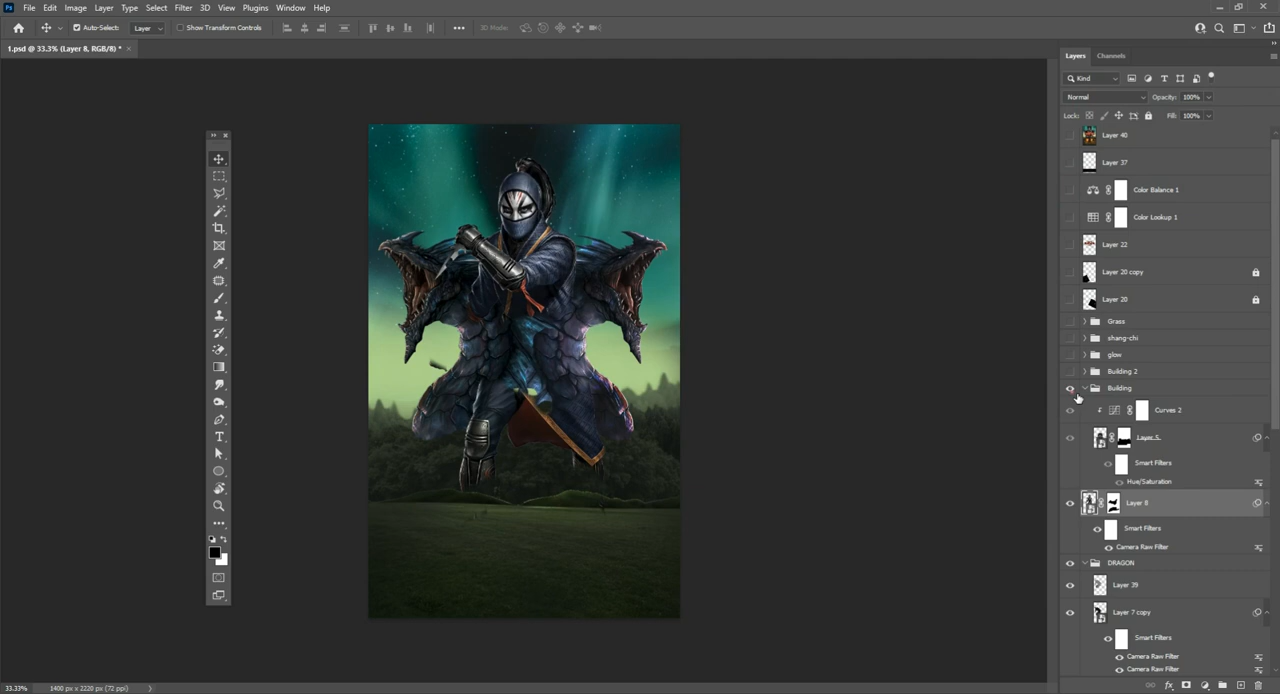 Ps File Edit Image Layer Type Select Filter 3D View Plugins Window Help
Auto-Select: Layer Show Transform Controls ••• 3D Mode:
1.psd @ 33.3% (Layer 8, RGB/8) * ×
Layers Channels
Kind
Normal Opacity: 100%
Lock: Fill: 100%
Layer 40
Layer 37
Color Balance 1
Color Lookup 1
Layer 22
Layer 20 copy
Layer 20
Grass
shang-chi
glow
Building 2
Building
Curves 2
Layer 5
Smart Filters
Hue/Saturation
Layer 8
Smart Filters
Camera Raw Filter
DRAGON
Layer 39
Layer 7 copy
Smart Filters
Camera Raw Filter
Camera Raw Filter
33.33% 1400 px x 2220 px (72 ppi)